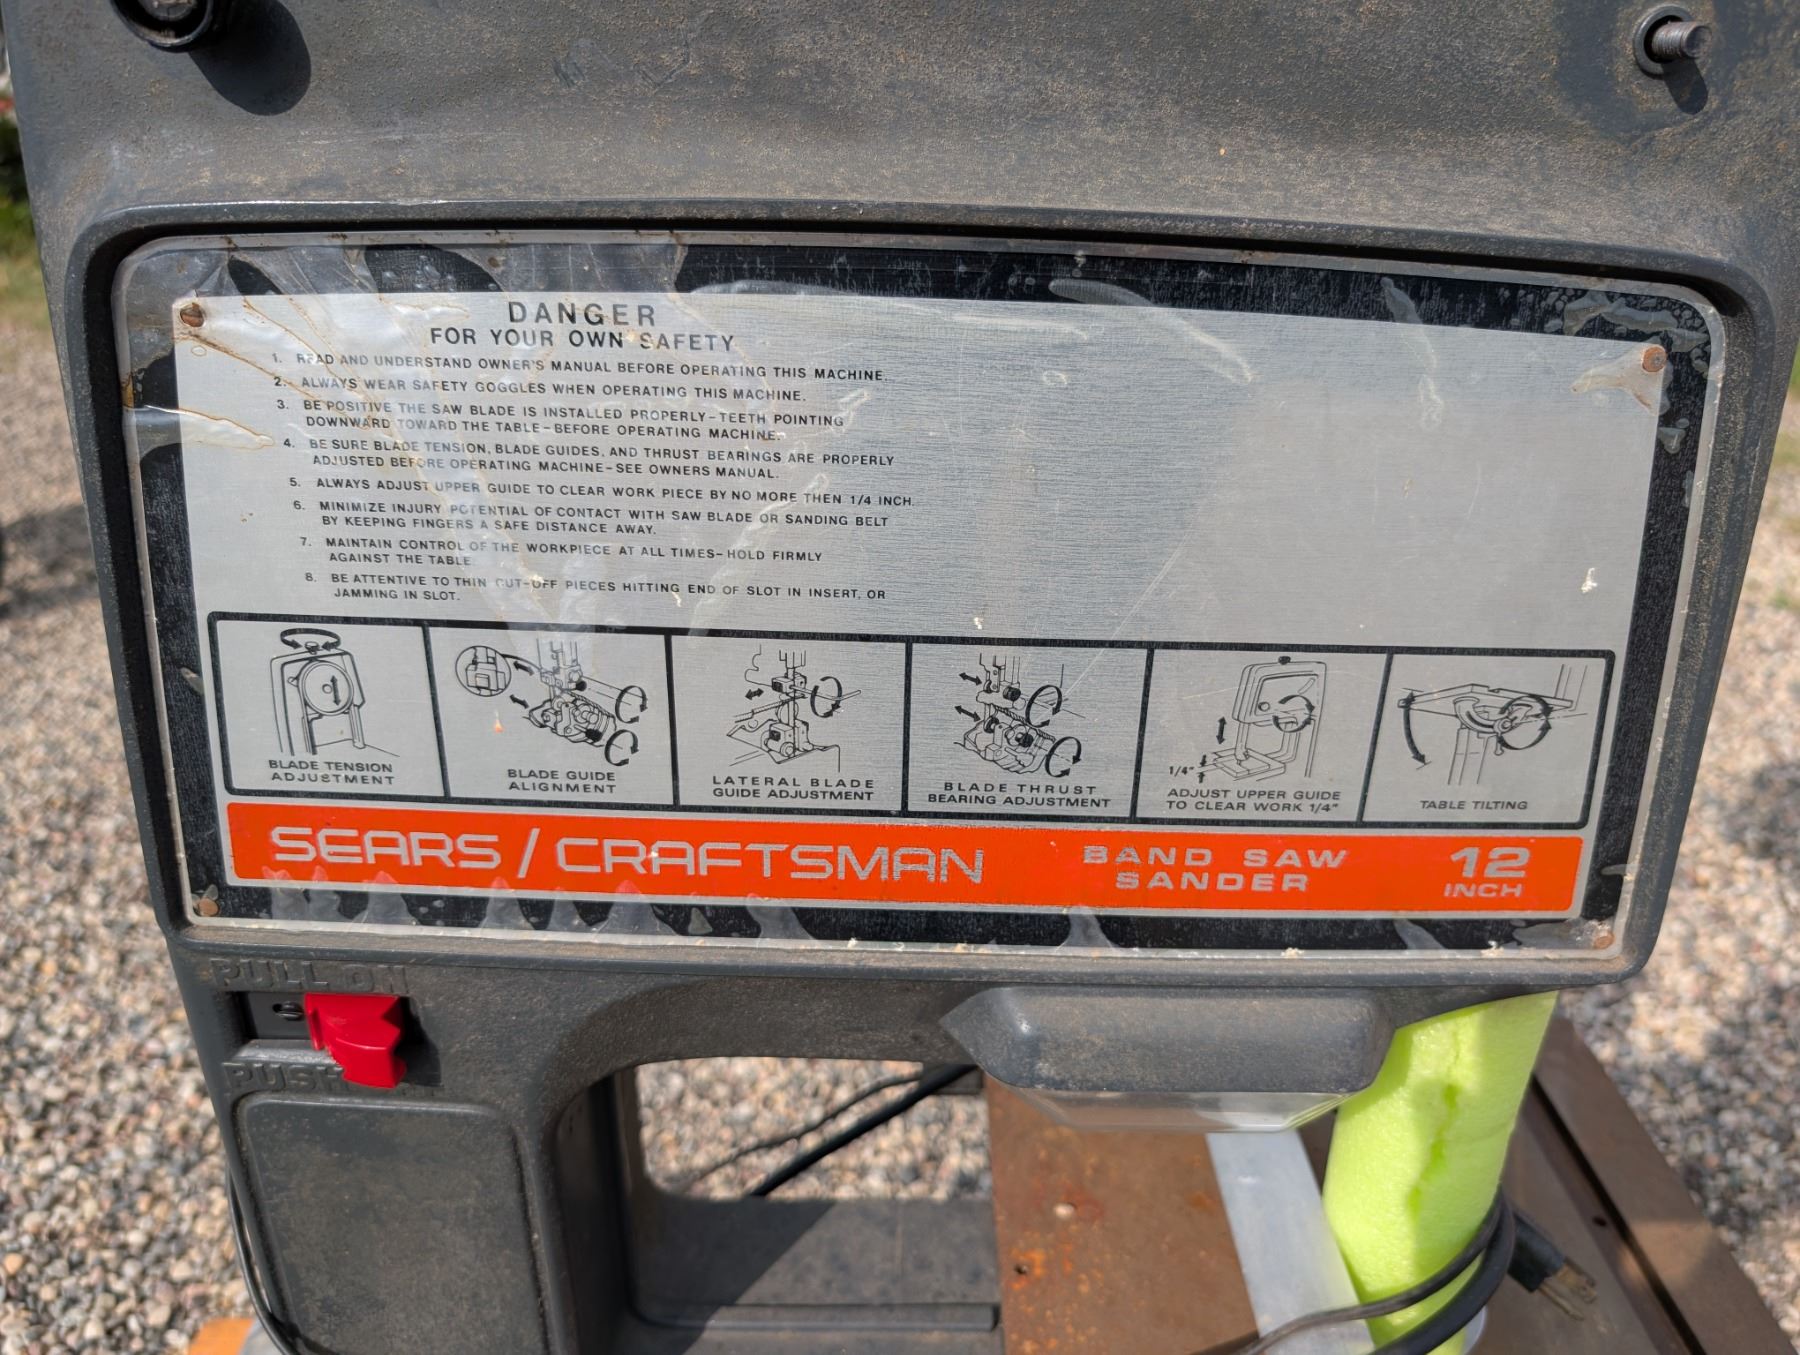 DANGER
FOR YOUR OWN SAFETY
1. READ AND UNDERSTAND OWNER'S MANUAL BEFORE OPERATING THIS MACHINE.
2. ALWAYS WEAR SAFETY GOGGLES WHEN OPERATING THIS MACHINE.
3. BE POSITIVE THE SAW BLADE IS INSTALLED PROPERLY-TEETH POINTING
DOWNWARD TOWARD THE TABLE-BEFORE OPERATING MACHINE.
4. BE SURE BLADE TENSION, BLADE GUIDES, AND THRUST BEARINGS ARE PROPERLY
ADJUSTED BEFORE OPERATING MACHINE-SEE OWNERS MANUAL.
5. ALWAYS ADJUST UPPER GUIDE TO CLEAR WORK PIECE BY NO MORE THEN 1/4 INCH.
6. MINIMIZE INJURY POTENTIAL OF CONTACT WITH SAW BLADE OR SANDING BELT
BY KEEPING FINGERS A SAFE DISTANCE AWAY.
7. MAINTAIN CONTROL OF THE WORKPIECE AT ALL TIMES-HOLD FIRMLY
AGAINST THE TABLE
8. BE ATTENTIVE TO THIN CUT-OFF PIECES HITTING END OF SLOT IN INSERT, OR
JAMMING IN SLOT.
BLADE TENSION
ADJUSTMENT
BLADE GUIDE
ALIGNMENT
LATERAL BLADE
GUIDE ADJUSTMENT
BLADE THRUST
BEARING ADJUSTMENT
1/4"
ADJUST UPPER GUIDE
TO CLEAR WORK 1/4"
TABLE TILTING
SEARS / CRAFTSMAN
BAND SAW
SANDER
12
INCH
PULL ON
PUSH